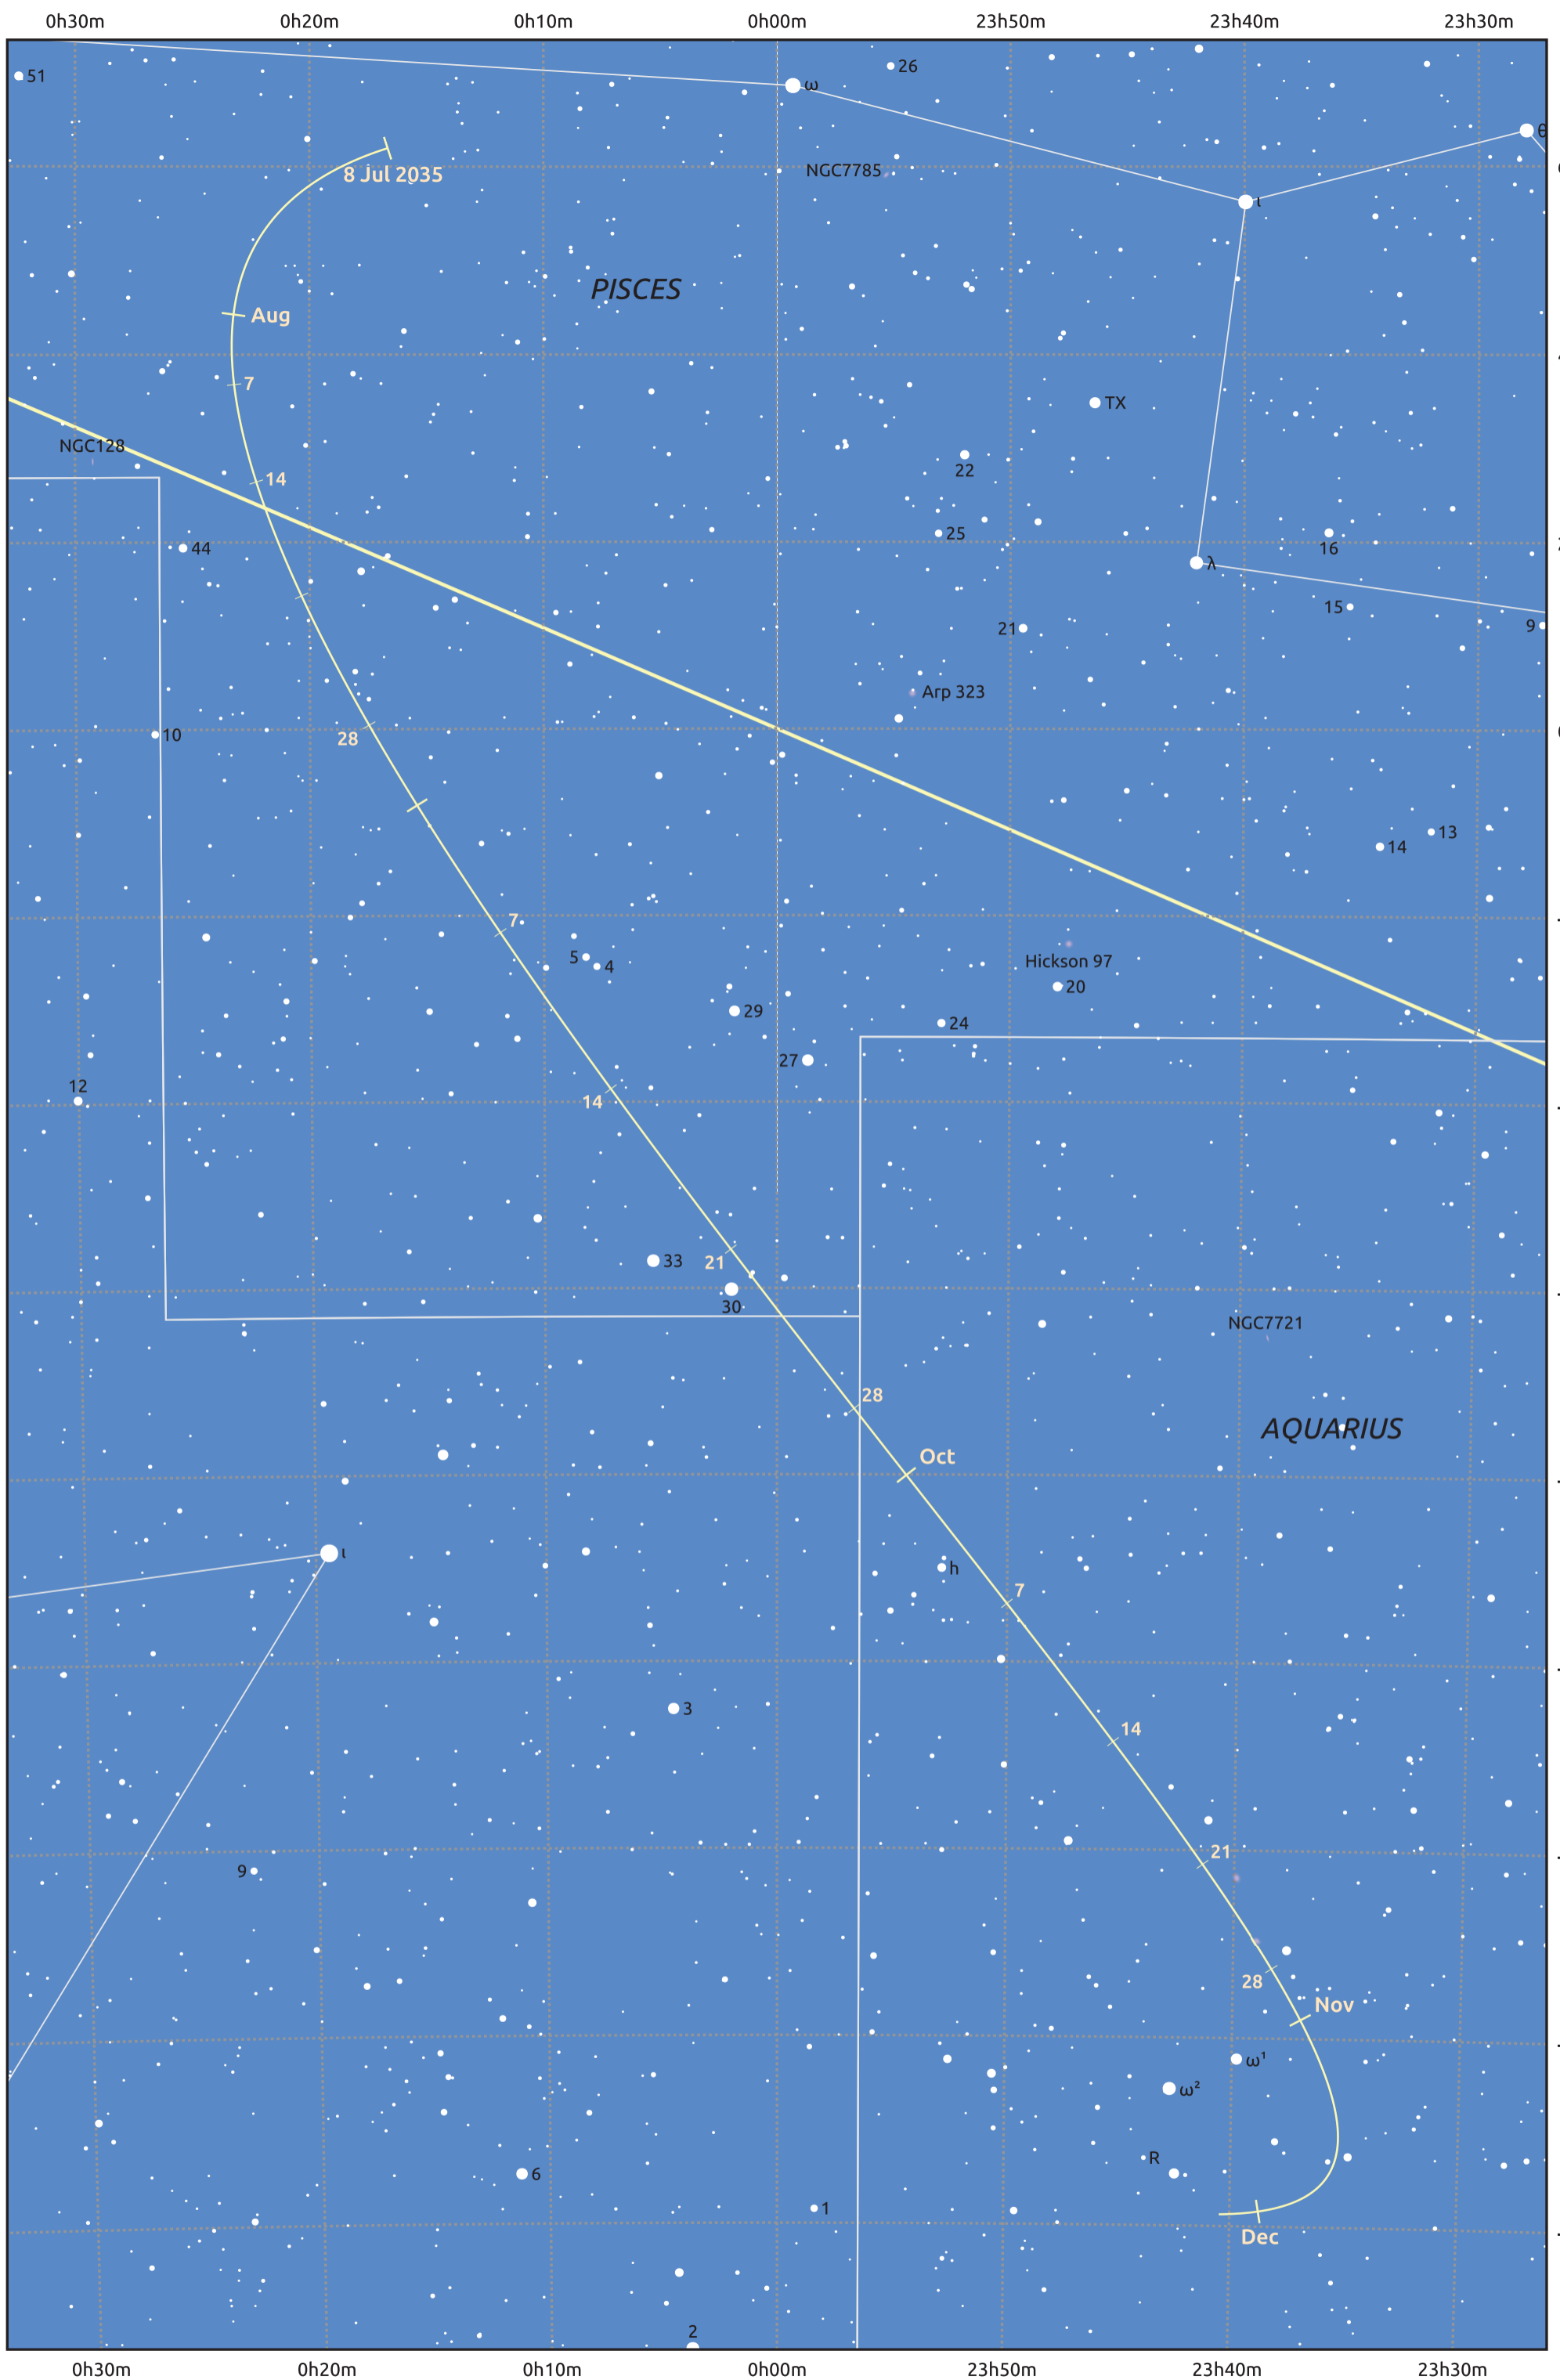 0h30m 0h20m 0h10m 0h00m 23h50m 23h40m 23h30m
26
51
ω
θ
NGC7785
8 Jul 2035
ι
PISCES
Aug
7
TX
NGC128
22
14
25
16
44
λ
15
9
21
Arp 323
10
28
13
14
7
5
4
Hickson 97
20
29
24
27
12
14
33
21
30
NGC7721
28
AQUARIUS
Oct
ι
h
7
3
14
21
9
28
Nov
ω¹
ω²
R
6
1
Dec
2
0h30m 0h20m 0h10m 0h00m 23h50m 23h40m 23h30m